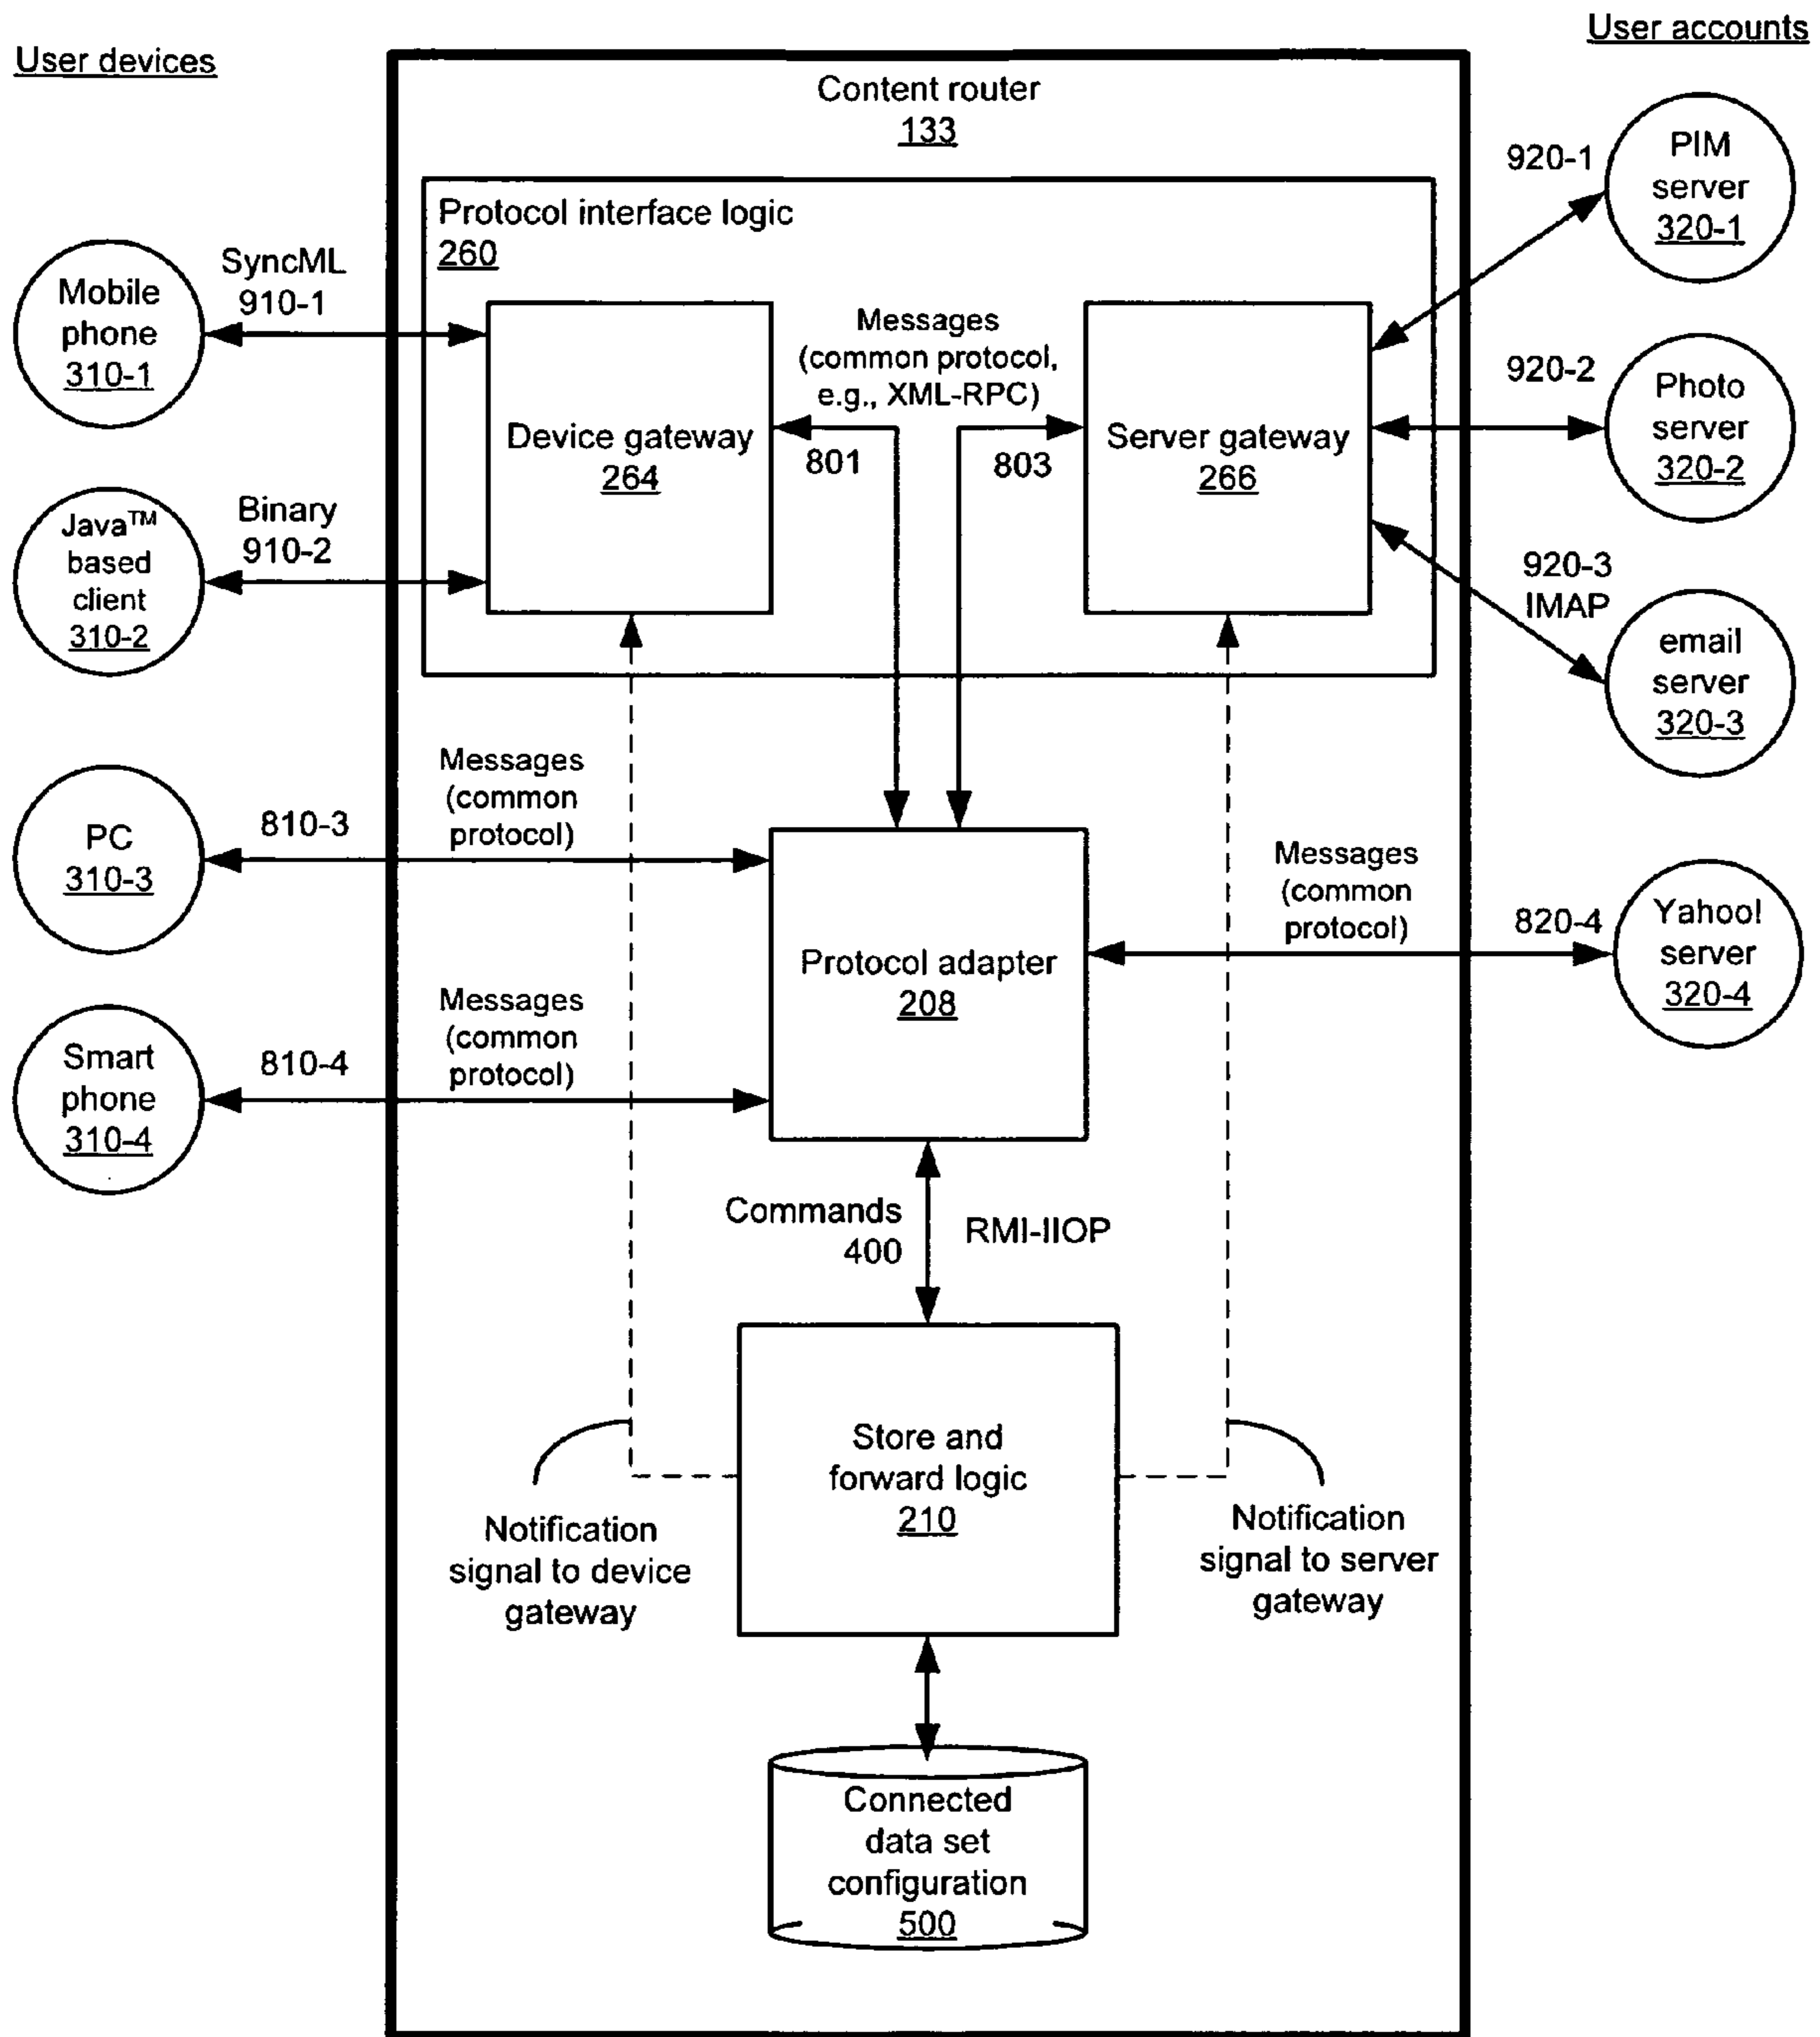 User devices
User accounts
Content router
133
Protocol interface logic
260
Mobile
phone
310-1
SyncML
910-1
Java™
based
client
310-2
Binary
910-2
Device gateway
264
Messages
(common protocol,
e.g., XML-RPC)
801
803
Server gateway
266
920-1
PIM
server
320-1
920-2
Photo
server
320-2
920-3
IMAP
email
server
320-3
PC
310-3
810-3
Messages
(common
protocol)
Smart
phone
310-4
810-4
Messages
(common
protocol)
Protocol adapter
208
Messages
(common
protocol)
820-4
Yahoo!
server
320-4
Commands
400
RMI-IIOP
Store and
forward logic
210
Notification
signal to device
gateway
Notification
signal to server
gateway
Connected
data set
configuration
500